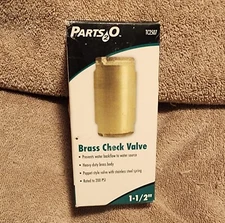 PARTS2O
TC2507
Brass Check Valve
• Prevents water backflow to water source
• Heavy duty brass body
• Poppet style valve with stainless steel spring
• Rated to 200 PSI
1-1/2"